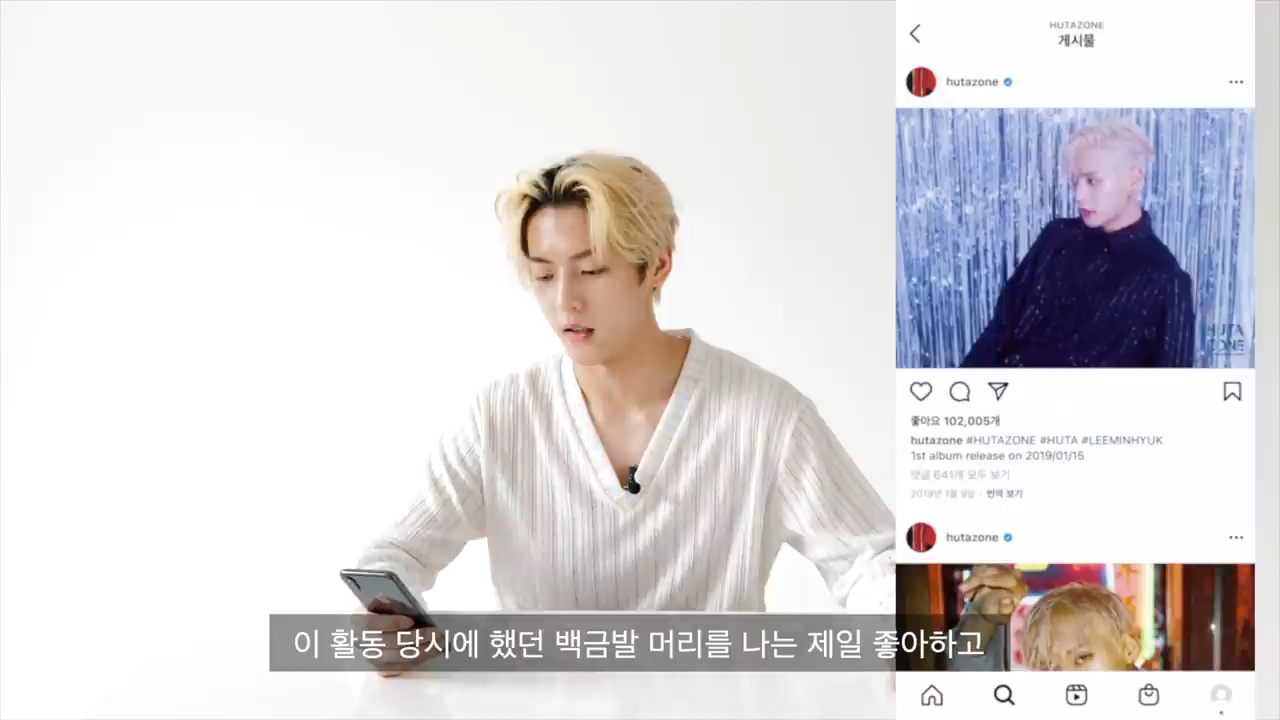 HUTAZONE
게시물
hutazone
HUTA
ZONE
좋아요 102,005개
hutazone #HUTAZONE #HUTA #LEEMINHYUK
1st album release on 2019/01/15
댓글 641개 모두 보기
2019년 1월 9일 · 번역 보기
hutazone
이 활동 당시에 했던 백금발 머리를 나는 제일 좋아하고